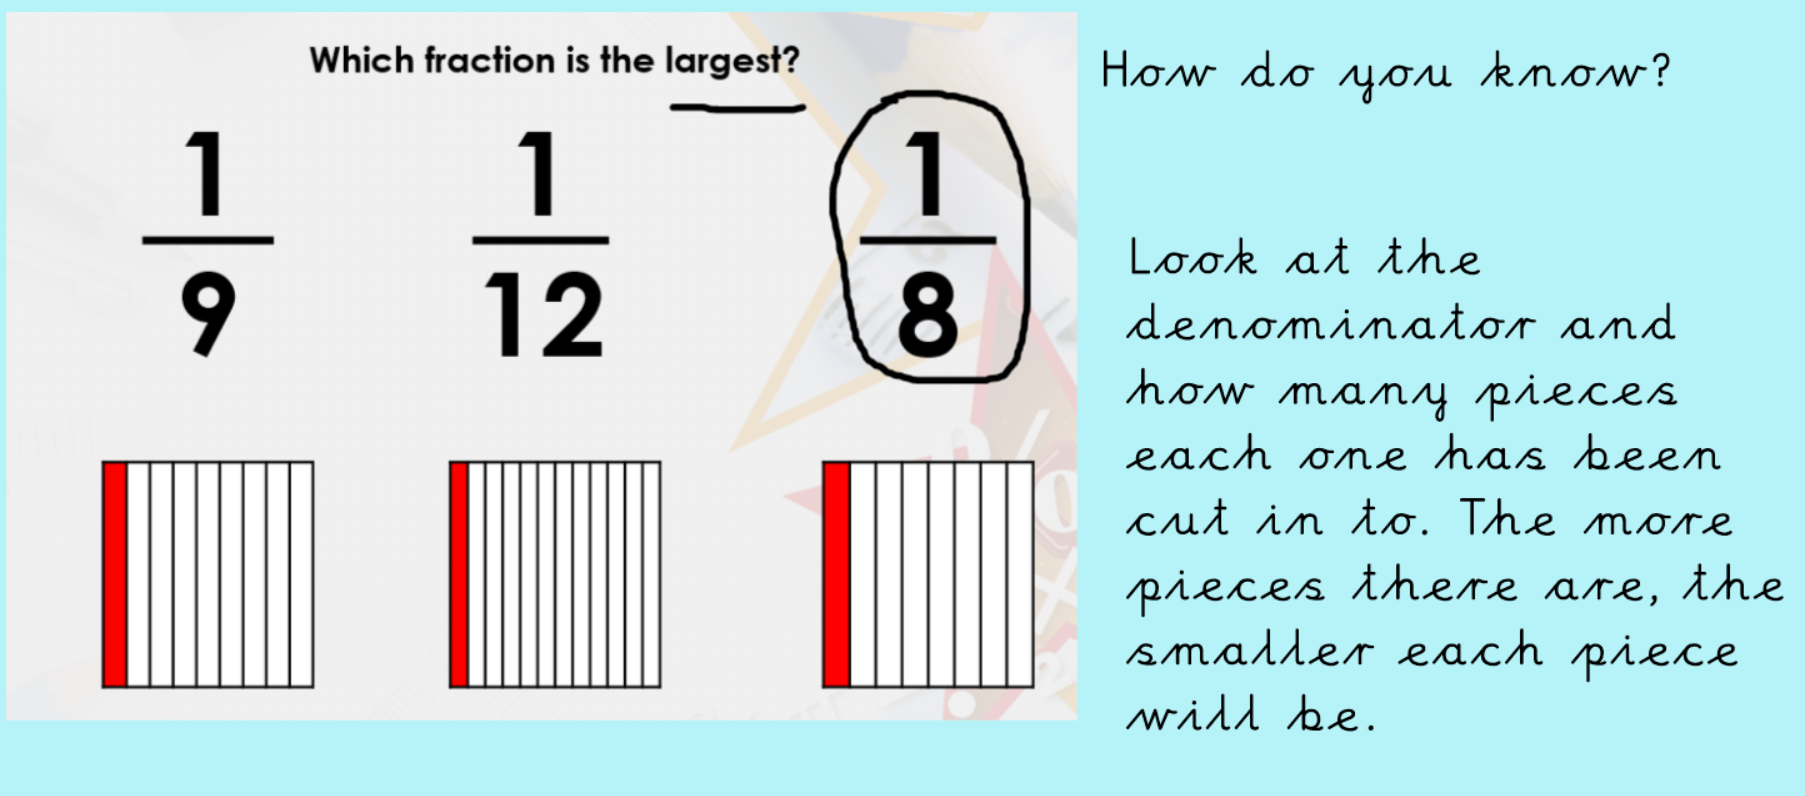 Which fraction is the largest?
1 1 1
9 12 8
How do you know?
Look at the
denominator and
how many pieces
each one has been
cut in to. The more
pieces there are, the
smaller each piece
will be.